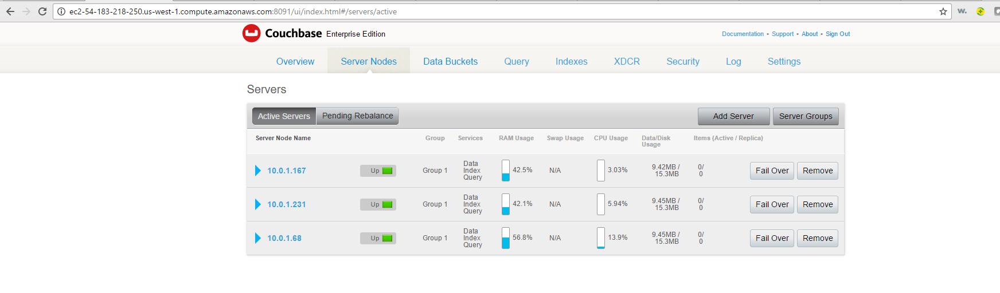 ec2-54-183-218-250.us-west-1.compute.amazonaws.com:8091/ui/index.html#/servers/active
w.
Couchbase Enterprise Edition
Documentation • Support • About • Sign Out
Overview Server Nodes Data Buckets Query Indexes XDCR Security Log Settings
Servers
Active Servers Pending Rebalance Add Server Server Groups
Server Node Name Group Services RAM Usage Swap Usage CPU Usage Data/Disk Usage Items (Active / Replica)
10.0.1.167 Up Group 1 Data Index Query 42.5% N/A 3.03% 9.42MB / 15.3MB 0/ 0 Fail Over Remove
10.0.1.231 Up Group 1 Data Index Query 42.1% N/A 5.94% 9.45MB / 15.3MB 0/ 0 Fail Over Remove
10.0.1.68 Up Group 1 Data Index Query 56.8% N/A 13.9% 9.45MB / 15.3MB 0/ 0 Fail Over Remove